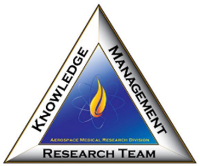 KNOWLEDGE
MANAGEMENT
AEROSPACE MEDICAL RESEARCH DIVISION
RESEARCH TEAM